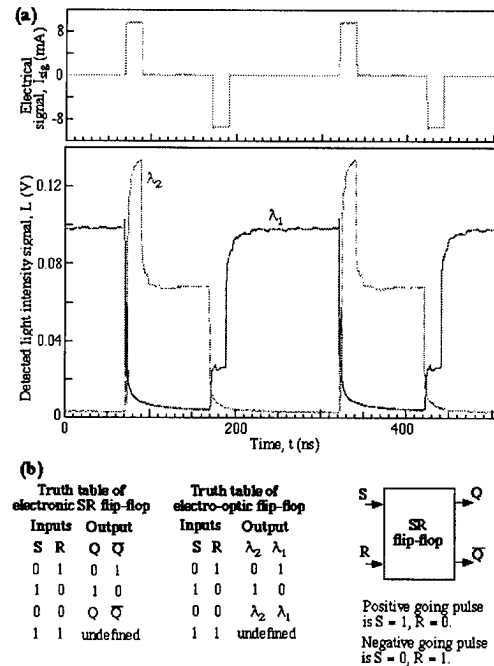 (a)
Electrical
signal, I_sig (mA)
8
0
-8
Detected light intensity signal, L (V)
0.12
0.08
0.04
0
λ2
λ1
0
200
400
Time, t (ns)
(b)
Truth table of
electronic SR flip-flop
Inputs Output
S R Q Q̅
0 1 0 1
1 0 1 0
0 0 Q Q̅
1 1 undefined
Truth table of
electro-optic flip-flop
Inputs Output
S R λ2 λ1
0 1 0 1
1 0 1 0
0 0 λ2 λ1
1 1 undefined
S
R
SR
flip-flop
Q
Q̅
Positive going pulse
is S = 1, R = 0.
Negative going pulse
is S = 0, R = 1.